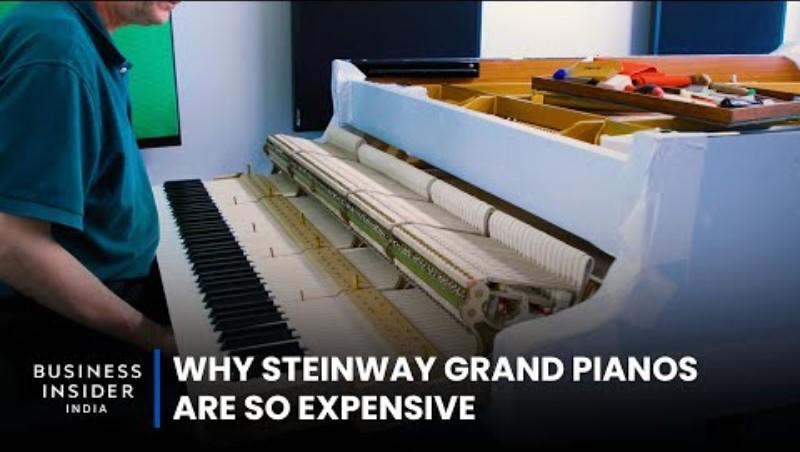 BUSINESS
INSIDER
INDIA
WHY STEINWAY GRAND PIANOS
ARE SO EXPENSIVE